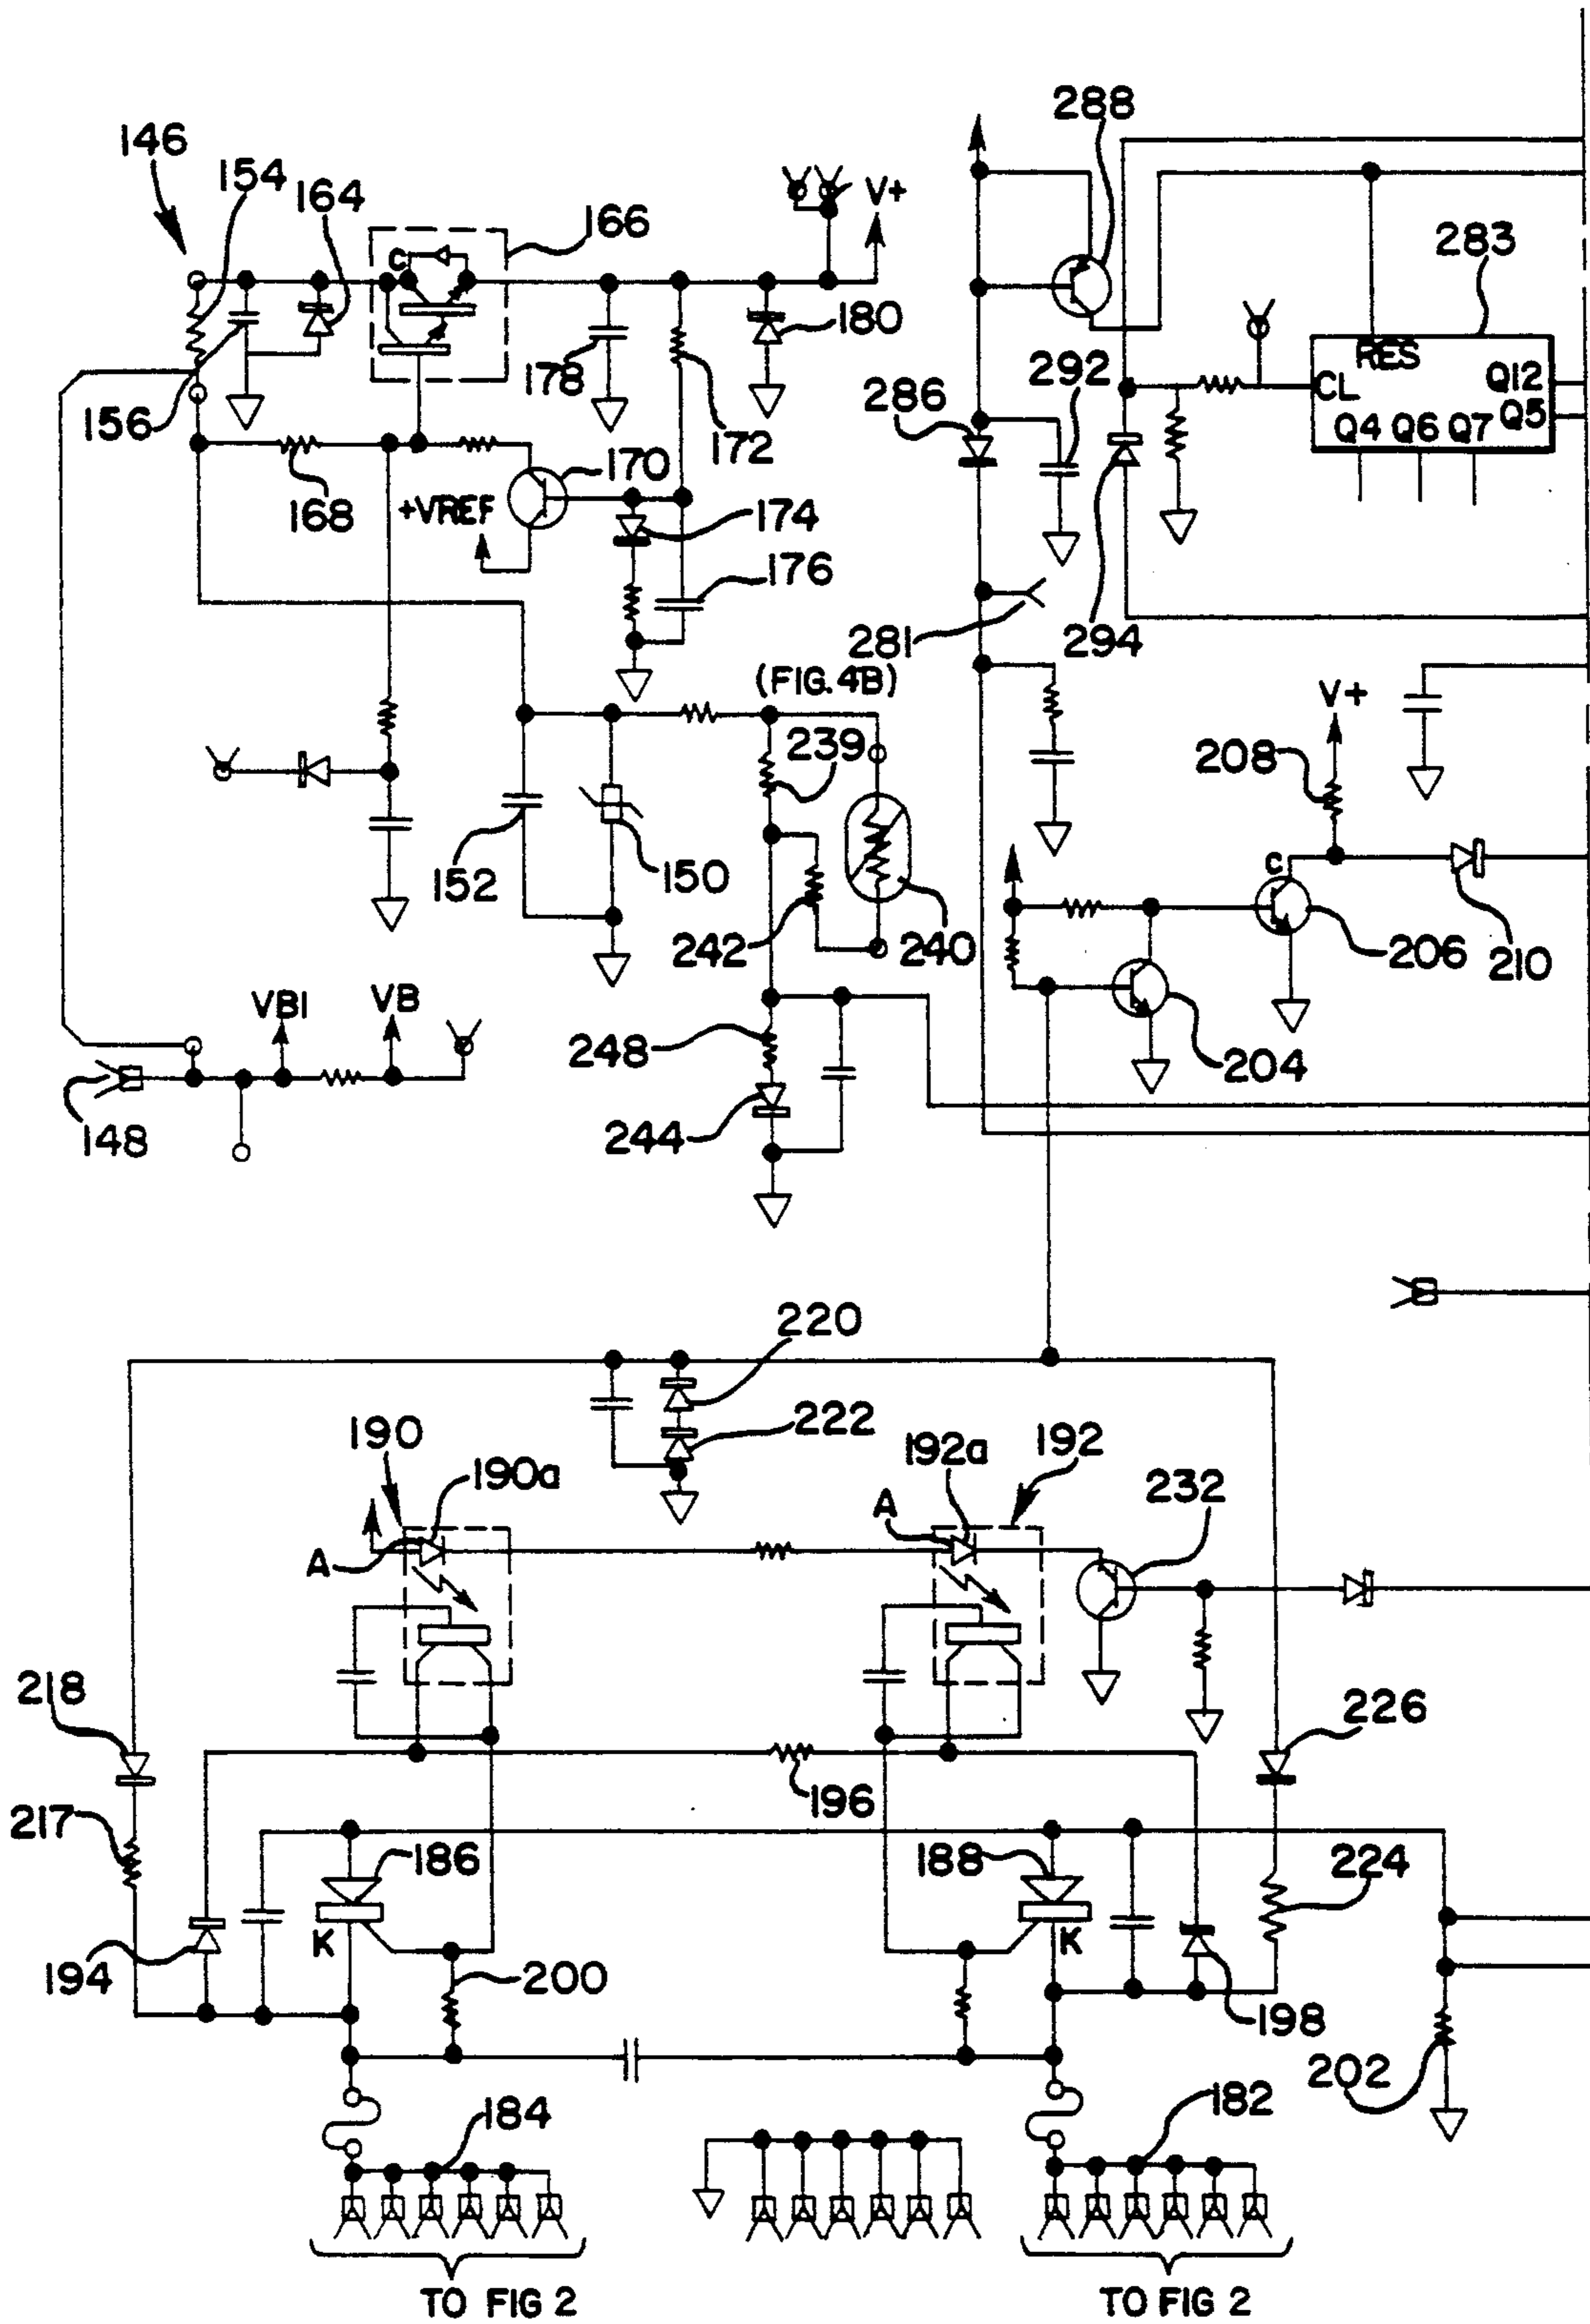 288
146
154
164
166
V+
283
C
180
RES
178
292
CL
Q12
286
Q5
156
172
Q4 Q6 Q7
170
168
+VREF
174
176
281
294
(FIG.4B)
V+
239
208
152
150
C
242
240
206
210
VB1
VB
248
204
148
244
220
190
222
192a
192
190a
232
A
A
218
226
196
217
186
188
224
K
K
194
200
198
202
184
182
TO FIG 2
TO FIG 2